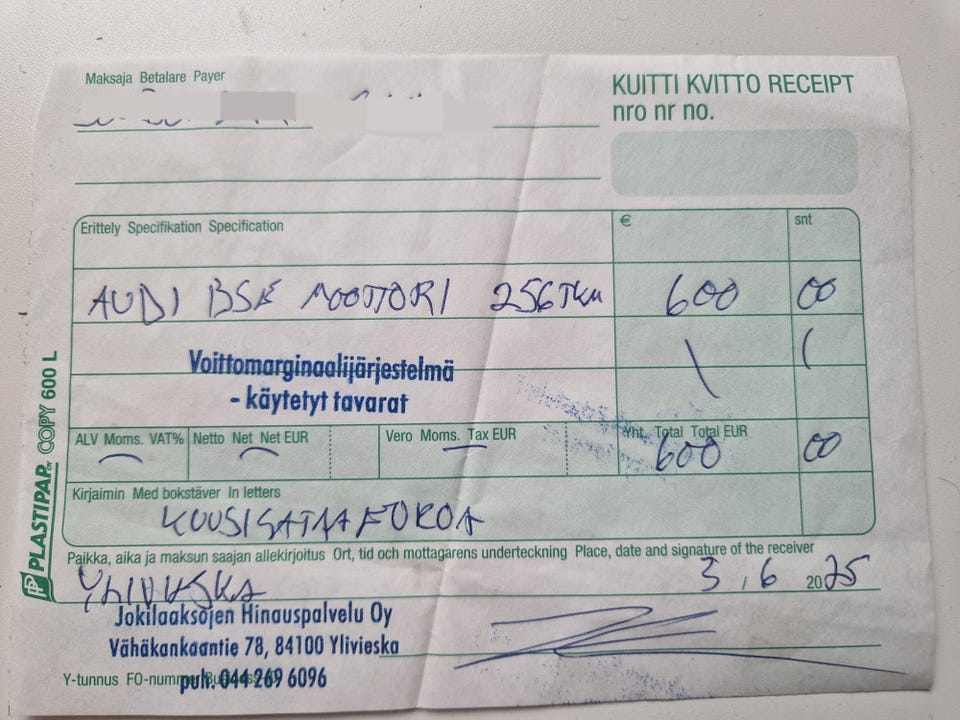 Maksaja Betalare Payer
KUITTI KVITTO RECEIPT
nro nr no.
Erittely Specifikation Specification
€ snt
AUDI BSE MOOTTORI 256TKM 600 00
Voittomarginaalijärjestelmä
- käytetyt tavarat
ALV Moms. VAT% Netto Net Net EUR Vero Moms. Tax EUR Yht. Total Total EUR
600 00
Kirjaimin Med bokstäver In letters
KUUSISATAA EUROA
Paikka, aika ja maksun saajan allekirjoitus Ort, tid och mottagarens underteckning Place, date and signature of the receiver
YLIVIESKA 3.6 2025
Jokilaaksojen Hinauspalvelu Oy
Vähäkankaantie 78, 84100 Ylivieska
puh. 044 269 6096
Y-tunnus FO-nummer
PLASTIPAP OY COPY 600 L